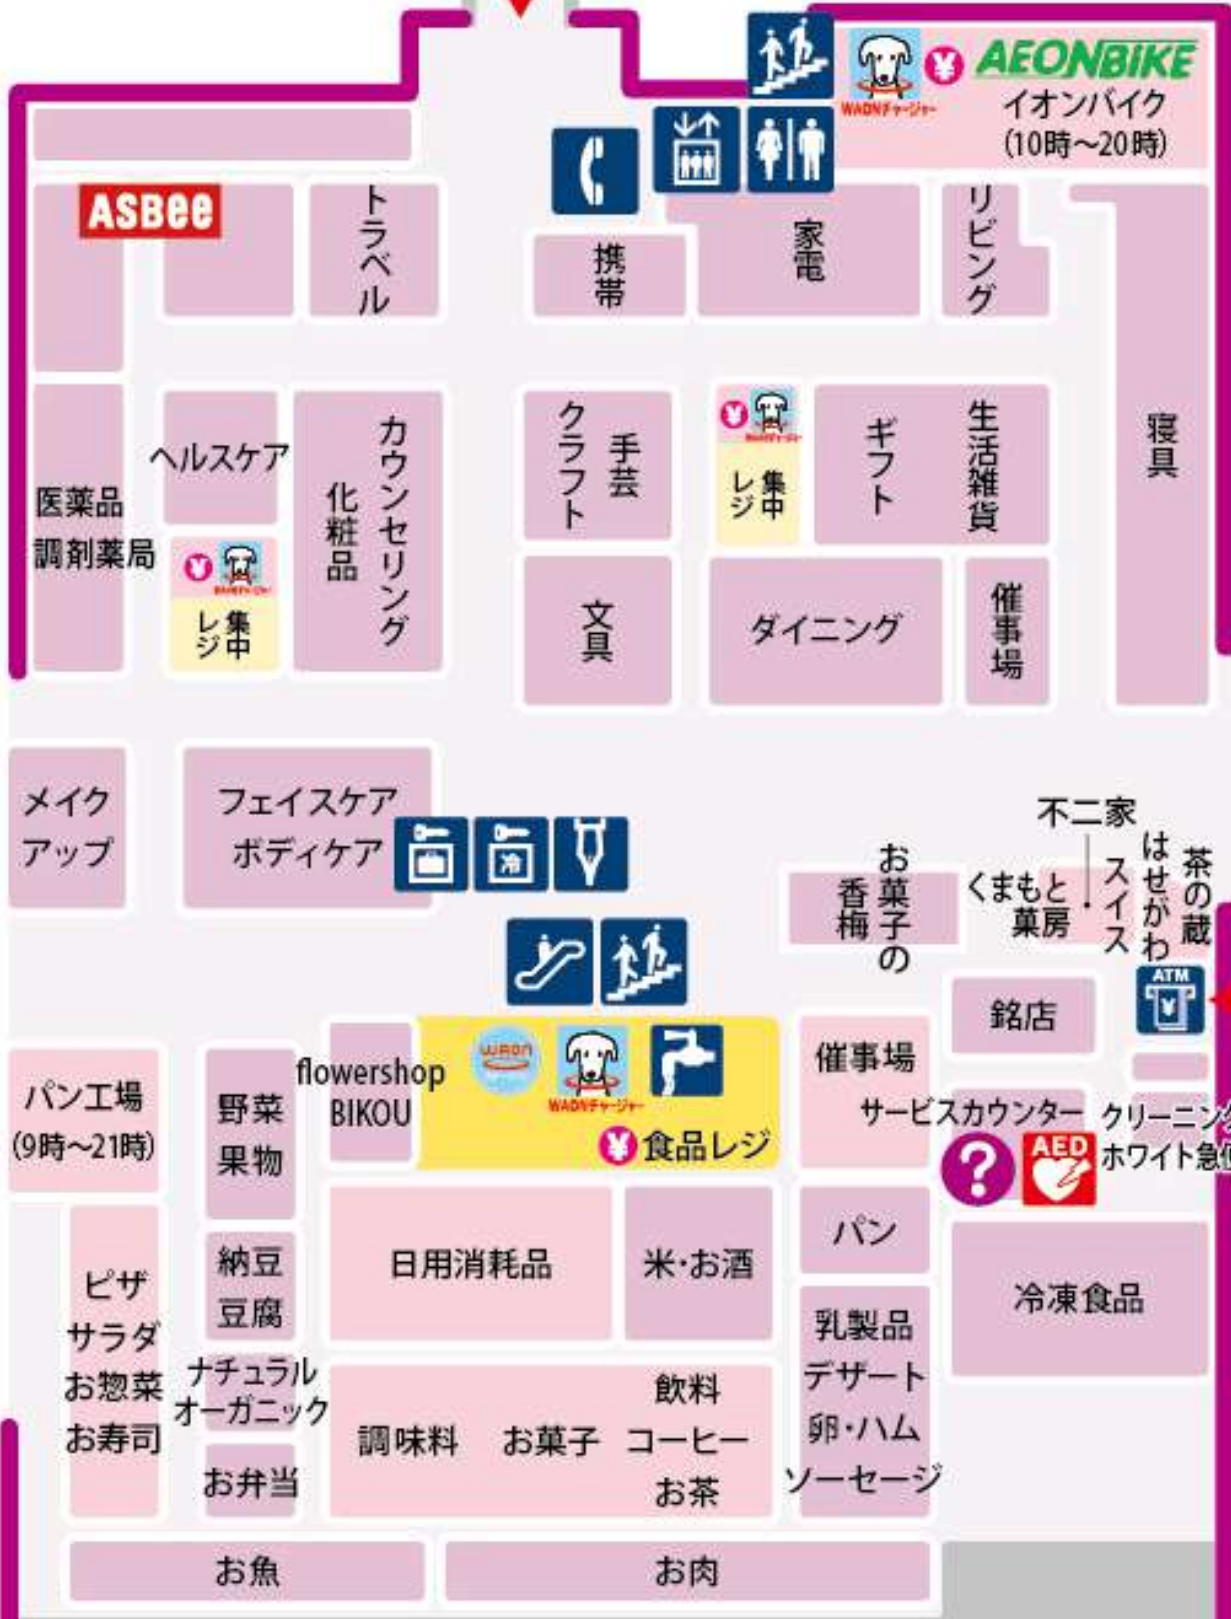 WAONチャージャー
AEONBIKE
イオンバイク
(10時～20時)
ASBee
トラベル
携帯
家電
リビング
寝具
ヘルスケア
医薬品
調剤薬局
集中
レジ
カウンセリング
化粧品
手芸
クラフト
文具
集中
レジ
生活雑貨
ギフト
ダイニング
催事場
メイク
アップ
フェイスケア
ボディケア
冷
お菓子の
香梅
くまもと
菓房
不二家
スイス
はせがわ
茶の蔵
ATM
銘店
催事場
サービスカウンター
AED
クリーニング
ホワイト急便
flowershop
BIKOU
WAON
WAONチャージャー
食品レジ
パン工場
(9時～21時)
野菜
果物
納豆
豆腐
ナチュラル
オーガニック
お弁当
ピザ
サラダ
お惣菜
お寿司
日用消耗品
米・お酒
調味料
お菓子
飲料
コーヒー
お茶
パン
乳製品
デザート
卵・ハム
ソーセージ
冷凍食品
お魚
お肉